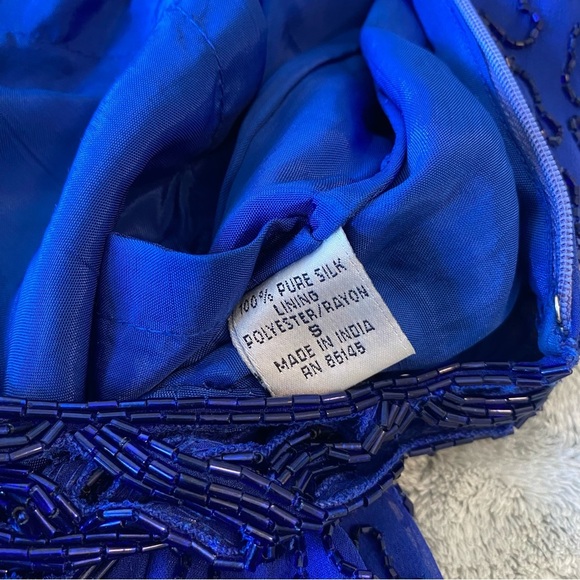 100% PURE SILK
LINING
POLYESTER/RAYON
S
MADE IN INDIA
RN 86145